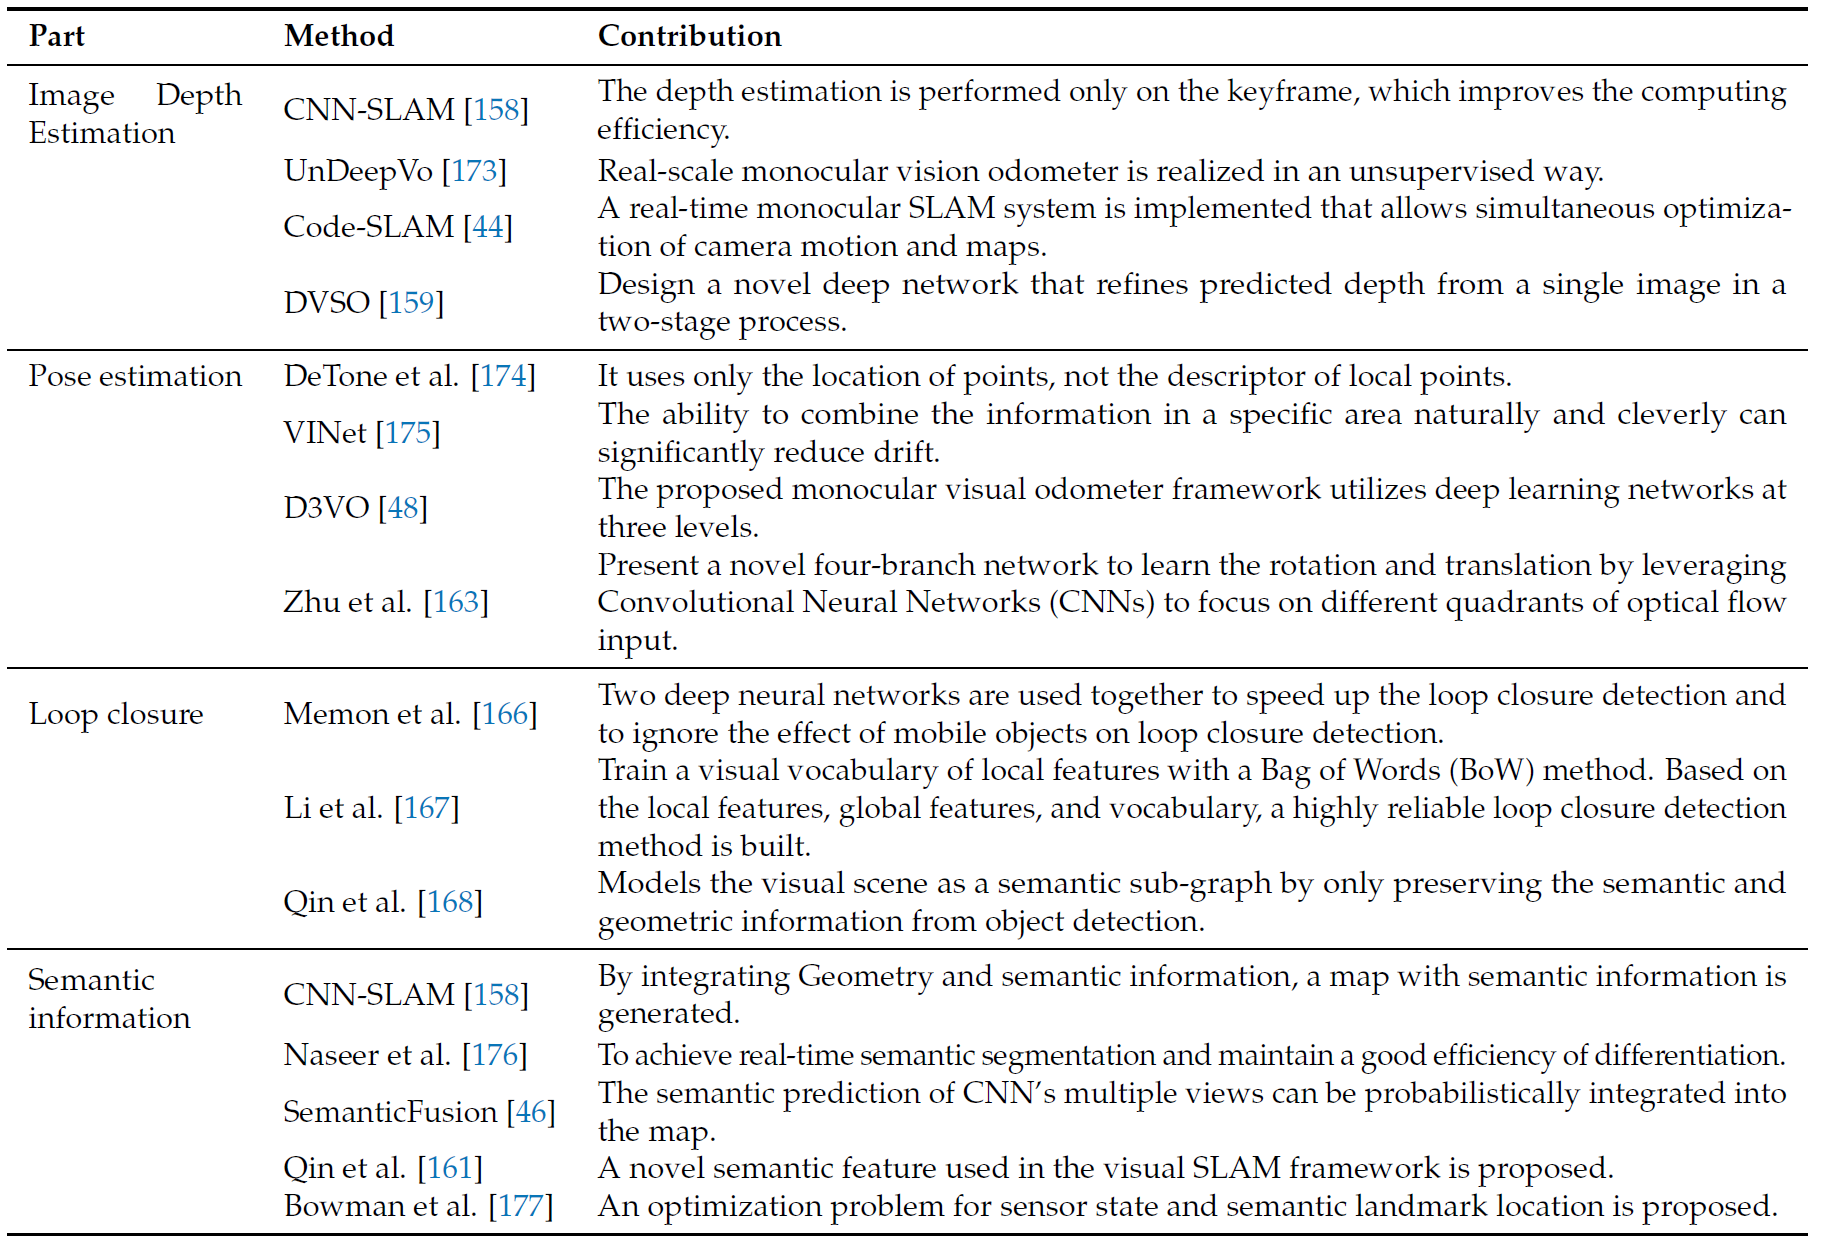 Part Method Contribution
Image Depth Estimation CNN-SLAM [158] The depth estimation is performed only on the keyframe, which improves the computing
efficiency.
UnDeepVo [173] Real-scale monocular vision odometer is realized in an unsupervised way.
Code-SLAM [44] A real-time monocular SLAM system is implemented that allows simultaneous optimiza-
tion of camera motion and maps.
DVSO [159] Design a novel deep network that refines predicted depth from a single image in a
two-stage process.
Pose estimation DeTone et al. [174] It uses only the location of points, not the descriptor of local points.
VINet [175] The ability to combine the information in a specific area naturally and cleverly can
significantly reduce drift.
D3VO [48] The proposed monocular visual odometer framework utilizes deep learning networks at
three levels.
Zhu et al. [163] Present a novel four-branch network to learn the rotation and translation by leveraging
Convolutional Neural Networks (CNNs) to focus on different quadrants of optical flow
input.
Loop closure Memon et al. [166] Two deep neural networks are used together to speed up the loop closure detection and
to ignore the effect of mobile objects on loop closure detection.
Li et al. [167] Train a visual vocabulary of local features with a Bag of Words (BoW) method. Based on
the local features, global features, and vocabulary, a highly reliable loop closure detection
method is built.
Qin et al. [168] Models the visual scene as a semantic sub-graph by only preserving the semantic and
geometric information from object detection.
Semantic information CNN-SLAM [158] By integrating Geometry and semantic information, a map with semantic information is
generated.
Naseer et al. [176] To achieve real-time semantic segmentation and maintain a good efficiency of differentiation.
SemanticFusion [46] The semantic prediction of CNN's multiple views can be probabilistically integrated into
the map.
Qin et al. [161] A novel semantic feature used in the visual SLAM framework is proposed.
Bowman et al. [177] An optimization problem for sensor state and semantic landmark location is proposed.